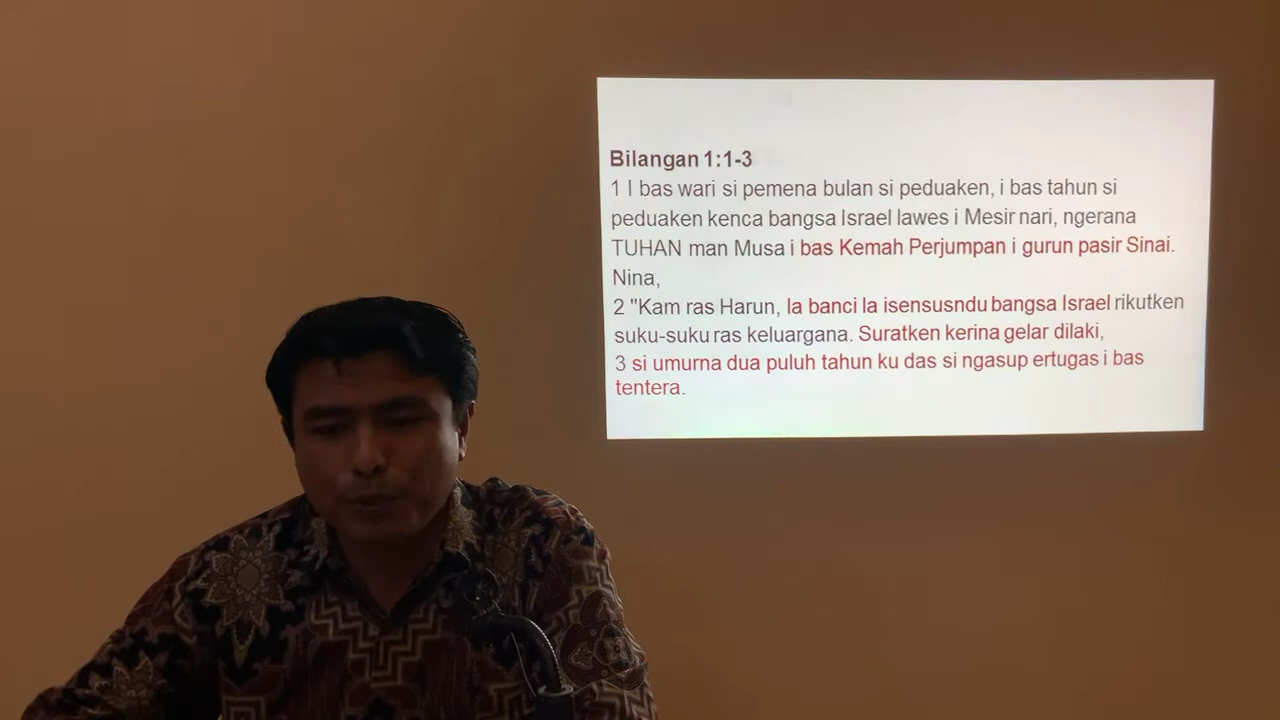 Bilangan 1:1-3
1 I bas wari si pemena bulan si peduaken, i bas tahun si
peduaken kenca bangsa Israel lawes i Mesir nari, ngerana
TUHAN man Musa i bas Kemah Perjumpan i gurun pasir Sinai.
Nina,
2 "Kam ras Harun, la banci la isensusndu bangsa Israel rikutken
suku-suku ras keluargana. Suratken kerina gelar dilaki,
3 si umurna dua puluh tahun ku das si ngasup ertugas i bas
tentera.